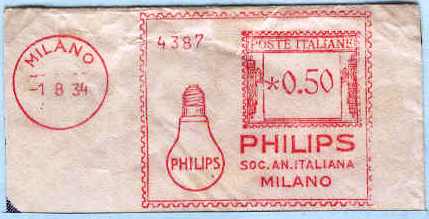 MILANO
-1 8 34
4387
POSTE ITALIANE
*0.50
PHILIPS
PHILIPS
SOC.AN.ITALIANA
MILANO